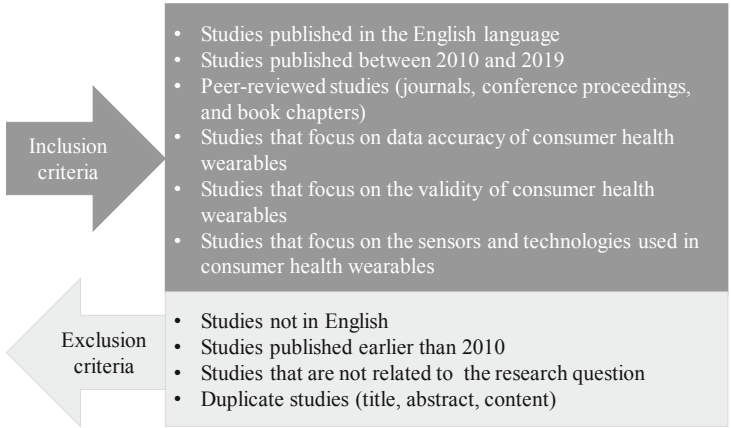 Inclusion
criteria
• Studies published in the English language
• Studies published between 2010 and 2019
• Peer-reviewed studies (journals, conference proceedings,
and book chapters)
• Studies that focus on data accuracy of consumer health
wearables
• Studies that focus on the validity of consumer health
wearables
• Studies that focus on the sensors and technologies used in
consumer health wearables
Exclusion
criteria
• Studies not in English
• Studies published earlier than 2010
• Studies that are not related to the research question
• Duplicate studies (title, abstract, content)